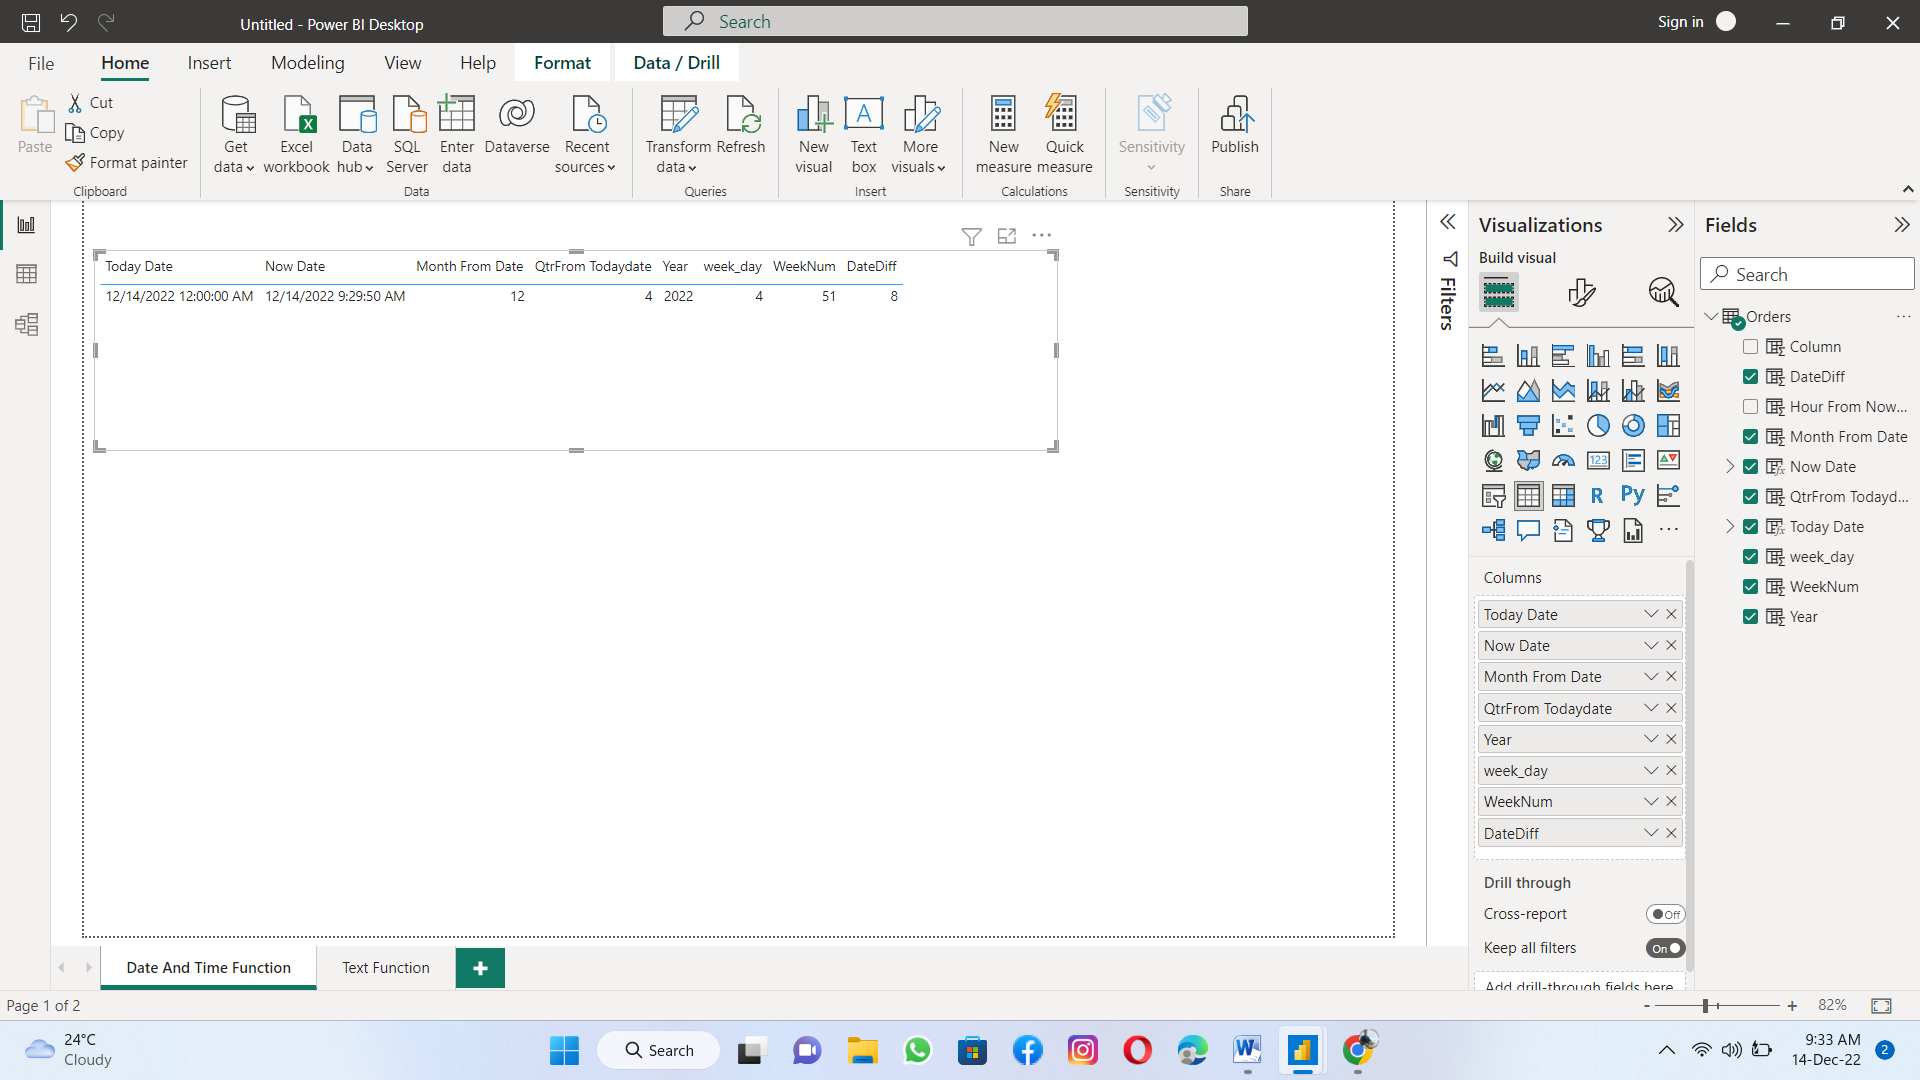 Untitled - Power BI Desktop
Search
Sign in
File
Home
Insert
Modeling
View
Help
Format
Data / Drill
Paste
Cut
Copy
Format painter
Clipboard
Get data
Excel workbook
Data hub
SQL Server
Enter data
Dataverse
Recent sources
Data
Transform data
Refresh
Queries
New visual
Text box
More visuals
Insert
New measure
Quick measure
Calculations
Sensitivity
Sensitivity
Publish
Share
Today Date Now Date Month From Date QtrFrom Todaydate Year week_day WeekNum DateDiff
12/14/2022 12:00:00 AM 12/14/2022 9:29:50 AM 12 4 2022 4 51 8
Filters
Visualizations
Build visual
123
R
Py
Columns
Today Date
Now Date
Month From Date
QtrFrom Todaydate
Year
week_day
WeekNum
DateDiff
Drill through
Cross-report
Off
Keep all filters
On
Add drill-through fields here
Fields
Search
Orders
Column
DateDiff
Hour From Now...
Month From Date
Now Date
QtrFrom Todayd...
Today Date
week_day
WeekNum
Year
Date And Time Function
Text Function
Page 1 of 2
- + 82%
24°C
Cloudy
Search
9:33 AM
14-Dec-22
2